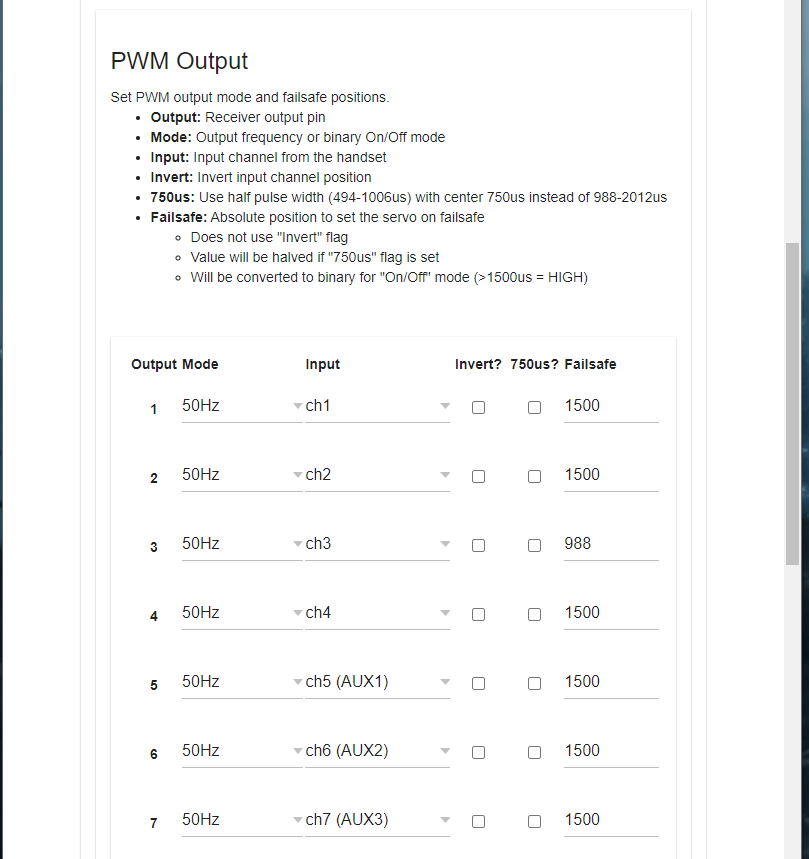 PWM Output
Set PWM output mode and failsafe positions.
Output: Receiver output pin
Mode: Output frequency or binary On/Off mode
Input: Input channel from the handset
Invert: Invert input channel position
750us: Use half pulse width (494-1006us) with center 750us instead of 988-2012us
Failsafe: Absolute position to set the servo on failsafe
Does not use "Invert" flag
Value will be halved if "750us" flag is set
Will be converted to binary for "On/Off" mode (>1500us = HIGH)
Output Mode Input Invert? 750us? Failsafe
1 50Hz ch1 1500
2 50Hz ch2 1500
3 50Hz ch3 988
4 50Hz ch4 1500
5 50Hz ch5 (AUX1) 1500
6 50Hz ch6 (AUX2) 1500
7 50Hz ch7 (AUX3) 1500